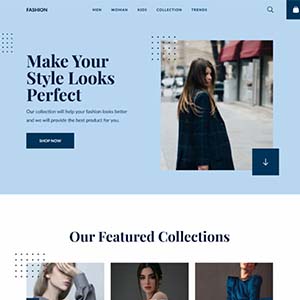 FASHION
MEN WOMAN KIDS COLLECTION TRENDS
Make Your
Style Looks
Perfect
Our collection will help your fashion looks better
and we will provide the best product for you.
SHOP NOW
Our Featured Collections